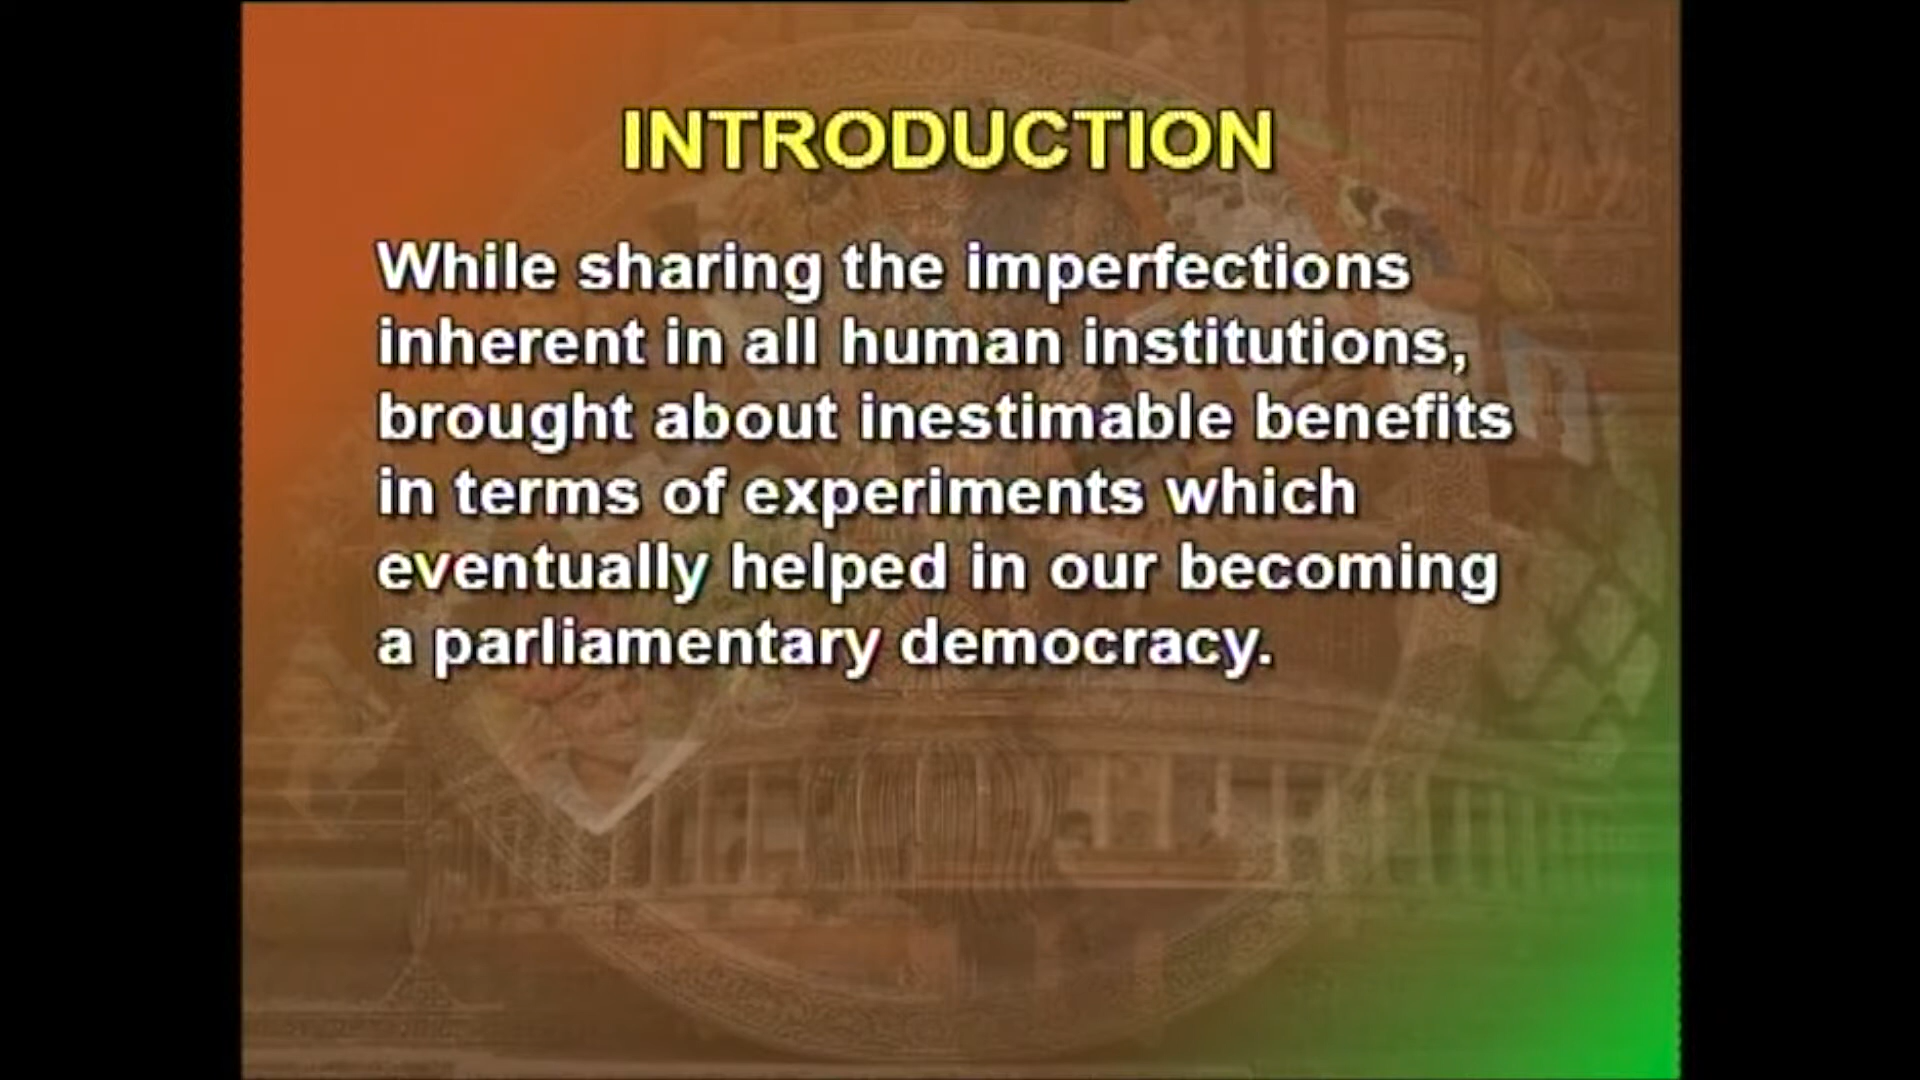 INTRODUCTION
While sharing the imperfections
inherent in all human institutions,
brought about inestimable benefits
in terms of experiments which
eventually helped in our becoming
a parliamentary democracy.